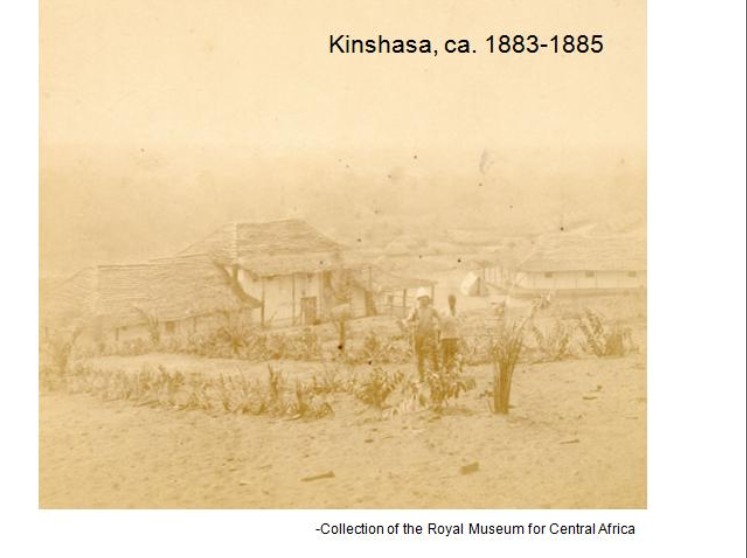 Kinshasa, ca. 1883-1885
-Collection of the Royal Museum for Central Africa